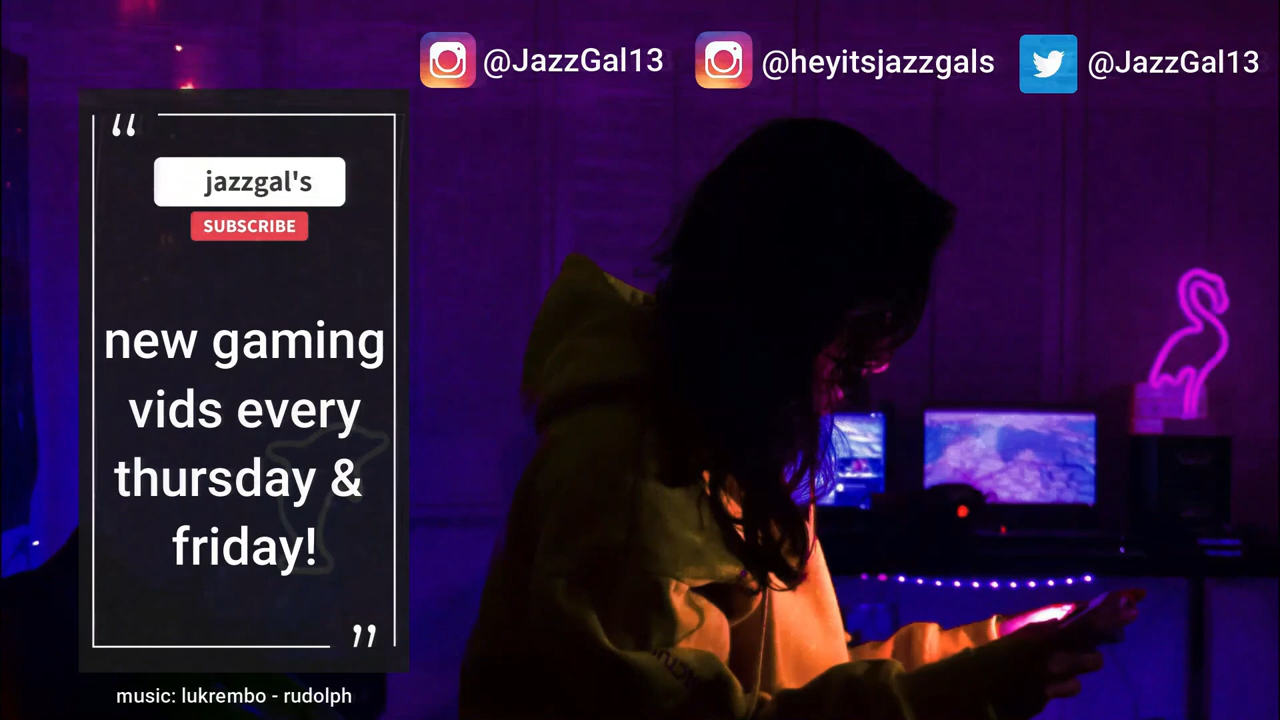 @JazzGal13
@heyitsjazzgals
@JazzGal13
“
jazzgal's
SUBSCRIBE
new gaming
vids every
thursday &
friday!
”
music: lukrembo - rudolph